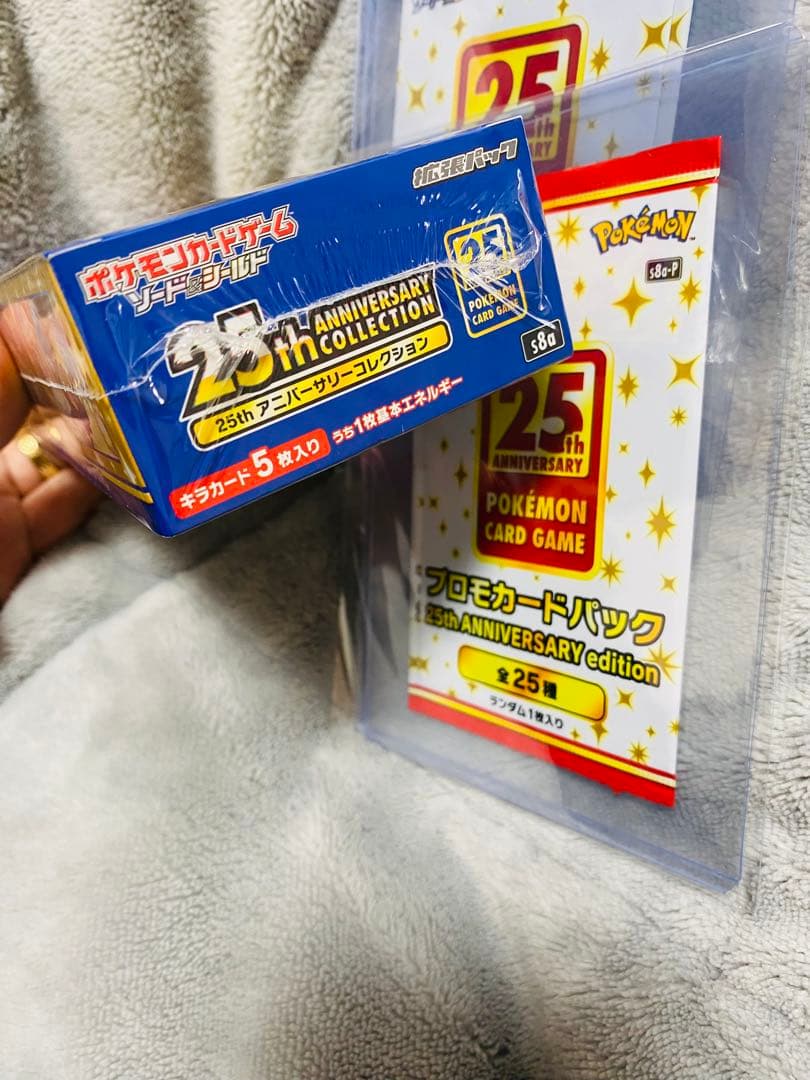 拡張パック
ポケモンカードゲーム
ソード&シールド
25th ANNIVERSARY COLLECTION
25th アニバーサリーコレクション
25
POKÉMON
CARD GAME
s8a
キラカード5枚入り うち1枚基本エネルギー
25th
ANNIVERSARY
POKÉMON
s8a-P
25th
ANNIVERSARY
POKÉMON
CARD GAME
プロモカードパック
25th ANNIVERSARY edition
全25種
ランダム1枚入り